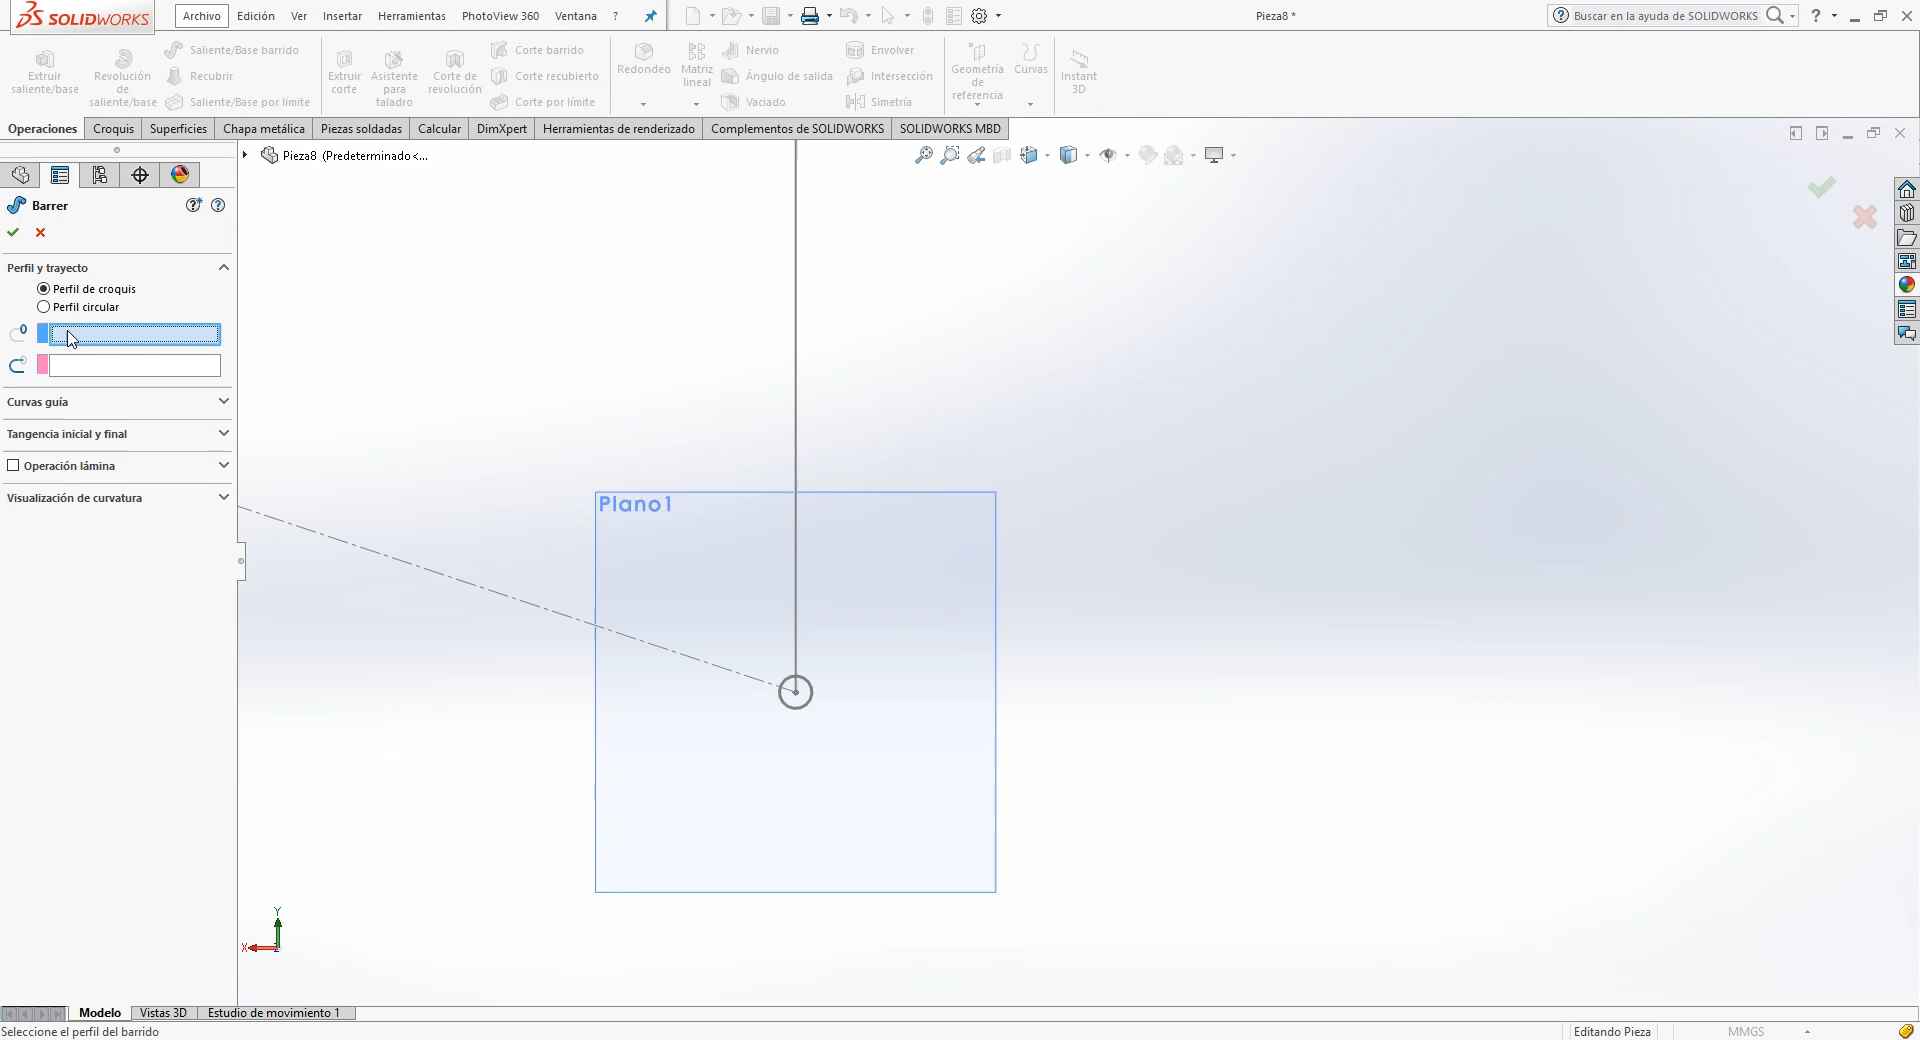 SOLIDWORKS
Archivo Edición Ver Insertar Herramientas PhotoView 360 Ventana ?
Pieza8 *
Buscar en la ayuda de SOLIDWORKS
?
Extruir saliente/base
Revolución de saliente/base
Saliente/Base barrido
Recubrir
Saliente/Base por límite
Extruir corte
Asistente para taladro
Corte de revolución
Corte barrido
Corte recubierto
Corte por límite
Redondeo
Matriz lineal
Nervio
Ángulo de salida
Vaciado
Envolver
Intersección
Simetría
Geometría de referencia
Curvas
Instant 3D
Operaciones Croquis Superficies Chapa metálica Piezas soldadas Calcular DimXpert Herramientas de renderizado Complementos de SOLIDWORKS SOLIDWORKS MBD
Pieza8 (Predeterminado<...
Barrer
Perfil y trayecto
Perfil de croquis
Perfil circular
Curvas guía
Tangencia inicial y final
Operación lámina
Visualización de curvatura
Plano1
Y
X
Z
Modelo Vistas 3D Estudio de movimiento 1
Seleccione el perfil del barrido
Editando Pieza
MMGS